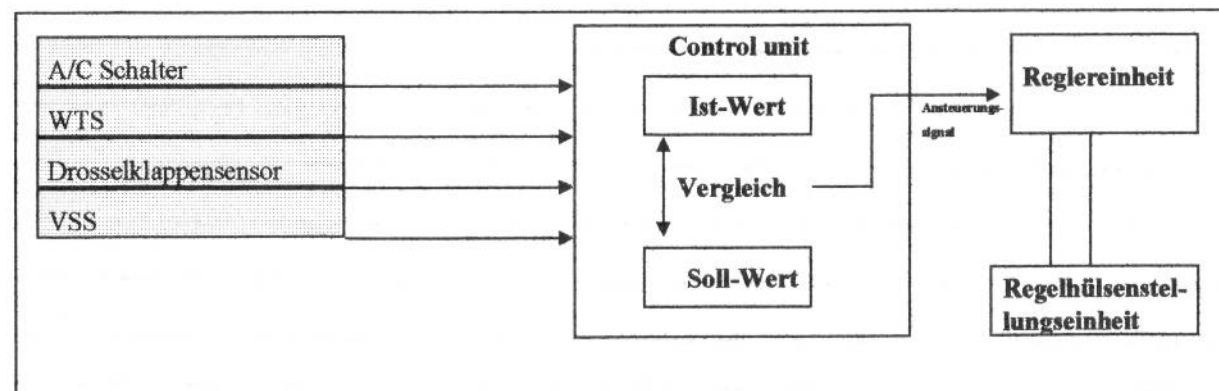 A/C Schalter
WTS
Drosselklappensensor
VSS
Control unit
Ist-Wert
Vergleich
Soll-Wert
Ansteuerungs-
signal
Reglereinheit
Regelhülsenstel-
lungseinheit